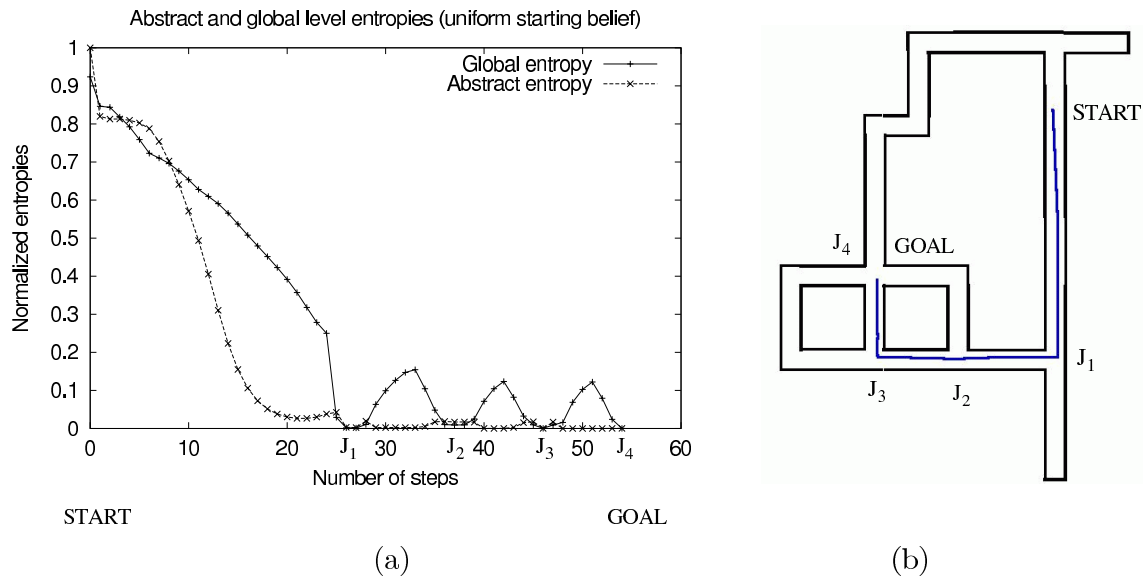 Abstract and global level entropies (uniform starting belief)
Global entropy
Abstract entropy
Normalized entropies
1
0.9
0.8
0.7
0.6
0.5
0.4
0.3
0.2
0.1
0
0 10 20 30 40 50 60
J1 J2 J3 J4
Number of steps
START GOAL
(a)
START
J4 GOAL
J1
J3 J2
(b)